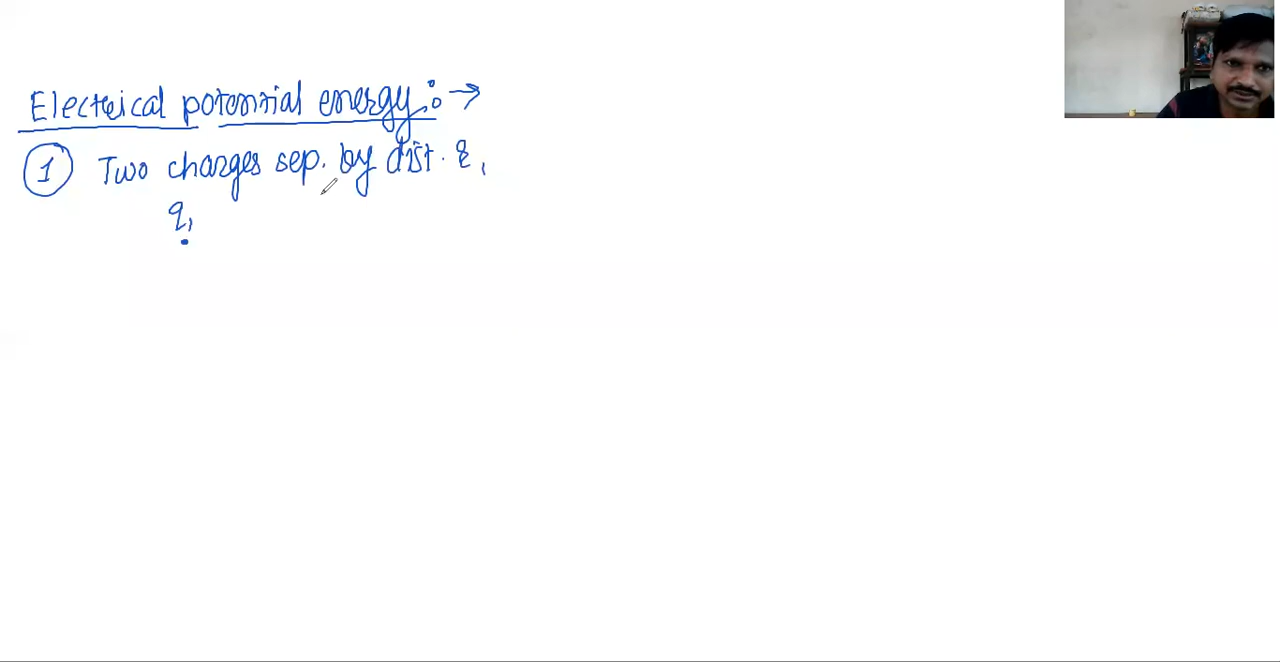 Electrical potential energy :→
① Two charges sep. by dist. r,
q₁